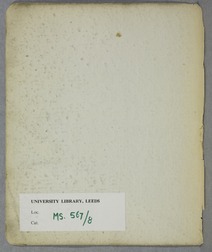 UNIVERSITY LIBRARY, LEEDS
Loc.
MS. 567/8
Cat.